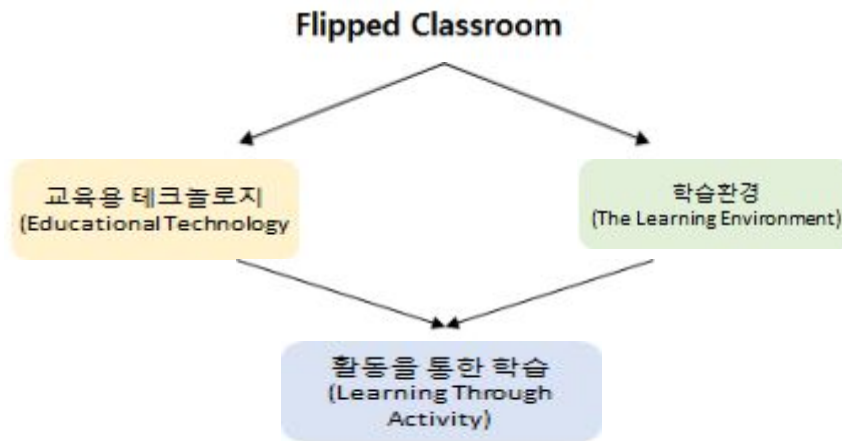 Flipped Classroom
교육용 테크놀로지
(Educational Technology
학습환경
(The Learning Environment)
활동을 통한 학습
(Learning Through
Activity)